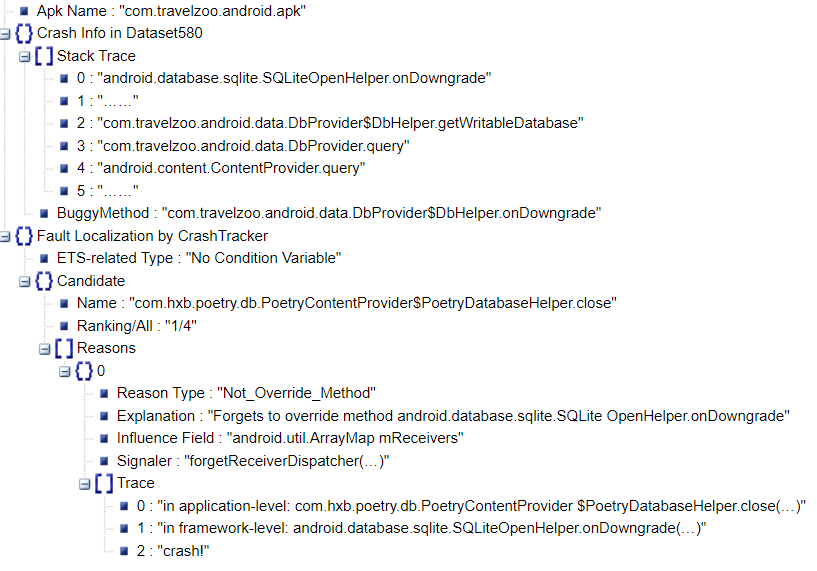 Apk Name : "com.travelzoo.android.apk"
Crash Info in Dataset580
Stack Trace
0 : "android.database.sqlite.SQLiteOpenHelper.onDowngrade"
1 : "……"
2 : "com.travelzoo.android.data.DbProvider$DbHelper.getWritableDatabase"
3 : "com.travelzoo.android.data.DbProvider.query"
4 : "android.content.ContentProvider.query"
5 : "……"
BuggyMethod : "com.travelzoo.android.data.DbProvider$DbHelper.onDowngrade"
Fault Localization by CrashTracker
ETS-related Type : "No Condition Variable"
Candidate
Name : "com.hxb.poetry.db.PoetryContentProvider$PoetryDatabaseHelper.close"
Ranking/All : "1/4"
Reasons
0
Reason Type : "Not_Override_Method"
Explanation : "Forgets to override method android.database.sqlite.SQLite OpenHelper.onDowngrade"
Influence Field : "android.util.ArrayMap mReceivers"
Signaler : "forgetReceiverDispatcher(…)"
Trace
0 : "in application-level: com.hxb.poetry.db.PoetryContentProvider $PoetryDatabaseHelper.close(…)"
1 : "in framework-level: android.database.sqlite.SQLiteOpenHelper.onDowngrade(…)"
2 : "crash!"